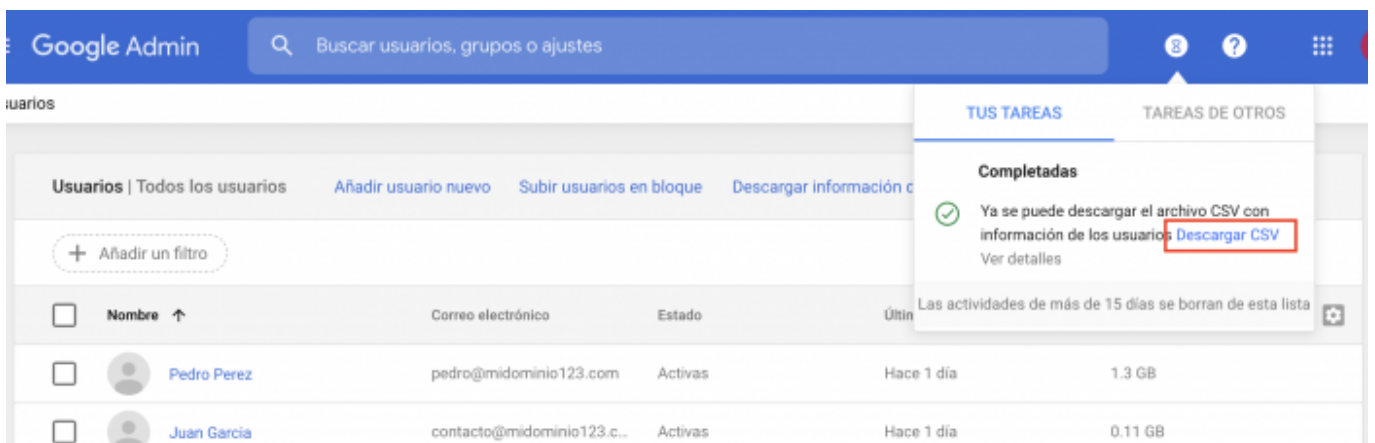 Google Admin
Buscar usuarios, grupos o ajustes
suarios
TUS TAREAS TAREAS DE OTROS
Usuarios | Todos los usuarios Añadir usuario nuevo Subir usuarios en bloque Descargar información
Completadas
Ya se puede descargar el archivo CSV con
información de los usuarios Descargar CSV
Ver detalles
Las actividades de más de 15 días se borran de esta lista
+ Añadir un filtro
Nombre ↑ Correo electrónico Estado Últin
Pedro Perez pedro@midominio123.com Activas Hace 1 día 1.3 GB
Juan Garcia contacto@midominio123.c... Activas Hace 1 día 0.11 GB